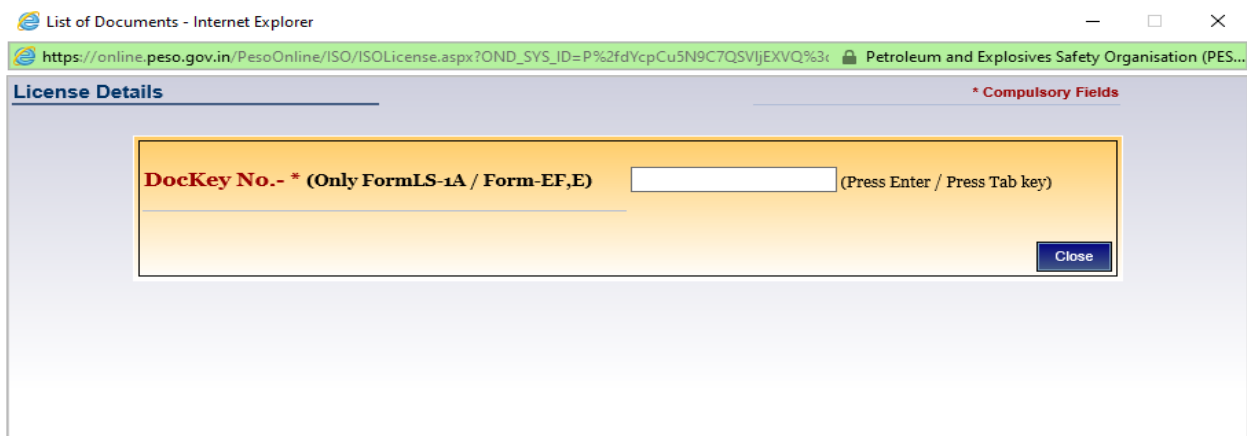 List of Documents - Internet Explorer
https://online.peso.gov.in/PesoOnline/ISO/ISOLicense.aspx?OND_SYS_ID=P%2fdYcpCu5N9C7QSVIjEXVQ%3d Petroleum and Explosives Safety Organisation (PES...
License Details * Compulsory Fields
DocKey No.- * (Only FormLS-1A / Form-EF,E) (Press Enter / Press Tab key)
Close